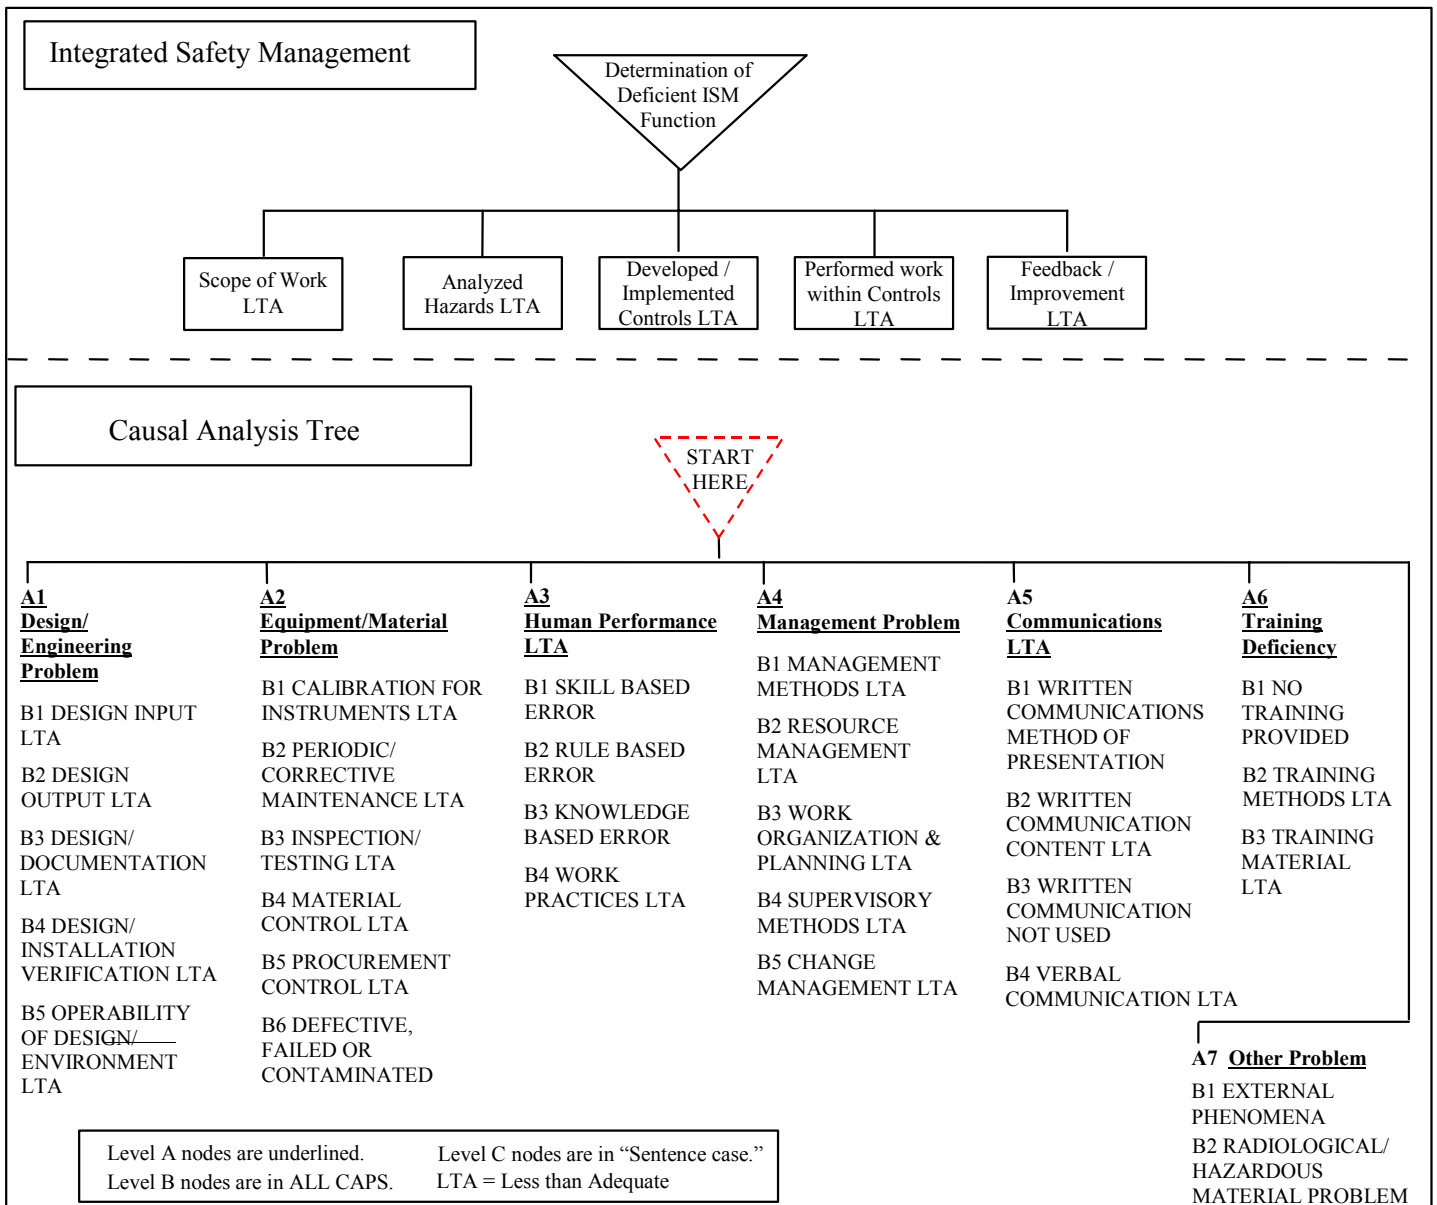 Integrated Safety Management
Determination of
Deficient ISM
Function
Scope of Work
LTA
Analyzed
Hazards LTA
Developed /
Implemented
Controls LTA
Performed work
within Controls
LTA
Feedback /
Improvement
LTA
Causal Analysis Tree
START
HERE
A1
Design/
Engineering
Problem
B1 DESIGN INPUT
LTA
B2 DESIGN
OUTPUT LTA
B3 DESIGN/
DOCUMENTATION
LTA
B4 DESIGN/
INSTALLATION
VERIFICATION LTA
B5 OPERABILITY
OF DESIGN/
ENVIRONMENT
LTA
A2
Equipment/Material
Problem
B1 CALIBRATION FOR
INSTRUMENTS LTA
B2 PERIODIC/
CORRECTIVE
MAINTENANCE LTA
B3 INSPECTION/
TESTING LTA
B4 MATERIAL
CONTROL LTA
B5 PROCUREMENT
CONTROL LTA
B6 DEFECTIVE,
FAILED OR
CONTAMINATED
A3
Human Performance
LTA
B1 SKILL BASED
ERROR
B2 RULE BASED
ERROR
B3 KNOWLEDGE
BASED ERROR
B4 WORK
PRACTICES LTA
A4
Management Problem
B1 MANAGEMENT
METHODS LTA
B2 RESOURCE
MANAGEMENT
LTA
B3 WORK
ORGANIZATION &
PLANNING LTA
B4 SUPERVISORY
METHODS LTA
B5 CHANGE
MANAGEMENT LTA
A5
Communications
LTA
B1 WRITTEN
COMMUNICATIONS
METHOD OF
PRESENTATION
B2 WRITTEN
COMMUNICATION
CONTENT LTA
B3 WRITTEN
COMMUNICATION
NOT USED
B4 VERBAL
COMMUNICATION LTA
A6
Training
Deficiency
B1 NO
TRAINING
PROVIDED
B2 TRAINING
METHODS LTA
B3 TRAINING
MATERIAL
LTA
A7 Other Problem
B1 EXTERNAL
PHENOMENA
B2 RADIOLOGICAL/
HAZARDOUS
MATERIAL PROBLEM
Level A nodes are underlined.
Level B nodes are in ALL CAPS.
Level C nodes are in “Sentence case.”
LTA = Less than Adequate